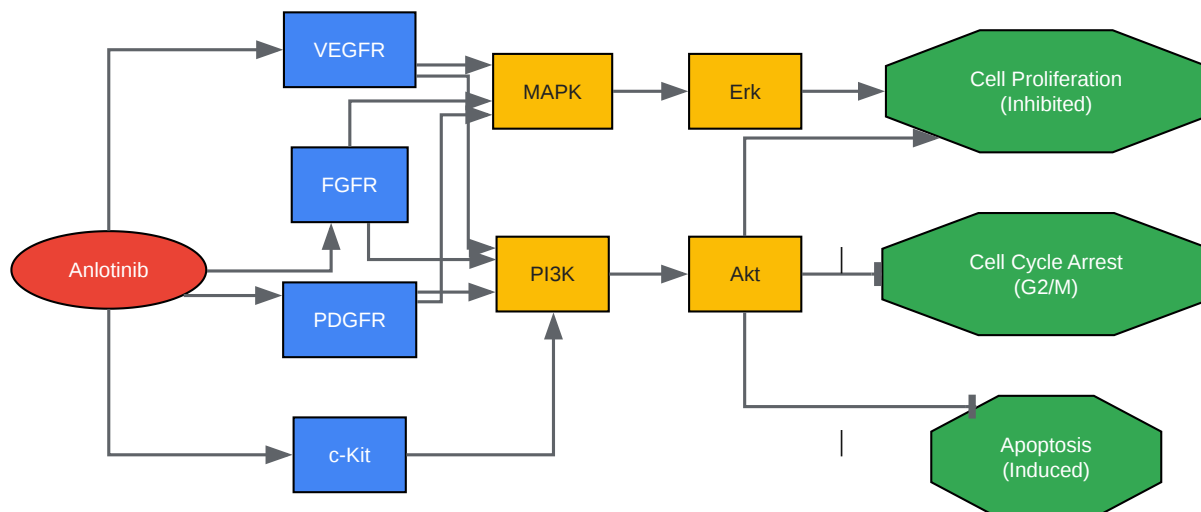 VEGFR
MAPK
Erk
Cell Proliferation
(Inhibited)
FGFR
Anlotinib
PI3K
Akt
Cell Cycle Arrest
(G2/M)
PDGFR
c-Kit
Apoptosis
(Induced)
|
|